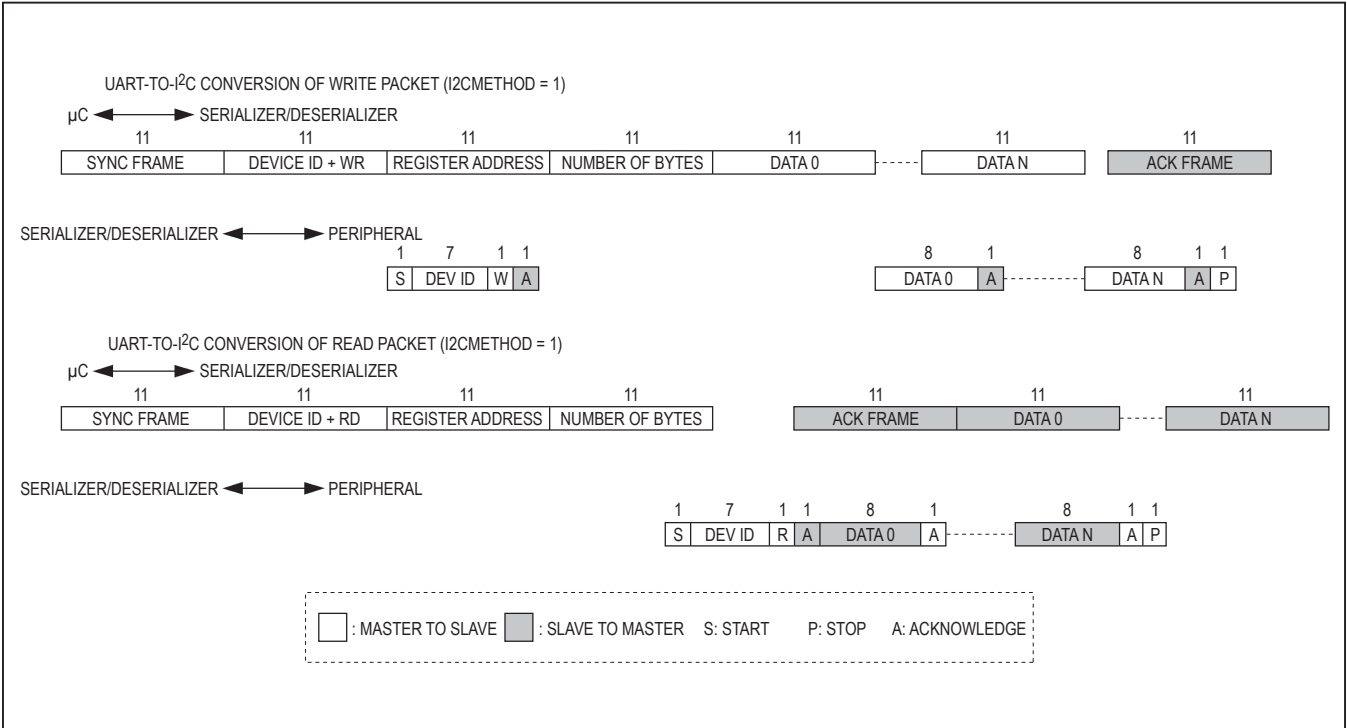 UART-TO-I2C CONVERSION OF WRITE PACKET (I2CMETHOD = 1)
µC SERIALIZER/DESERIALIZER
11 11 11 11 11 11 11
SYNC FRAME DEVICE ID + WR REGISTER ADDRESS NUMBER OF BYTES DATA 0 DATA N ACK FRAME
SERIALIZER/DESERIALIZER PERIPHERAL
1 7 1 1 8 1 8 1 1
S DEV ID W A DATA 0 A DATA N A P
UART-TO-I2C CONVERSION OF READ PACKET (I2CMETHOD = 1)
µC SERIALIZER/DESERIALIZER
11 11 11 11 11 11 11
SYNC FRAME DEVICE ID + RD REGISTER ADDRESS NUMBER OF BYTES ACK FRAME DATA 0 DATA N
SERIALIZER/DESERIALIZER PERIPHERAL
1 7 1 1 8 1 8 1 1
S DEV ID R A DATA 0 A DATA N A P
: MASTER TO SLAVE : SLAVE TO MASTER S: START P: STOP A: ACKNOWLEDGE